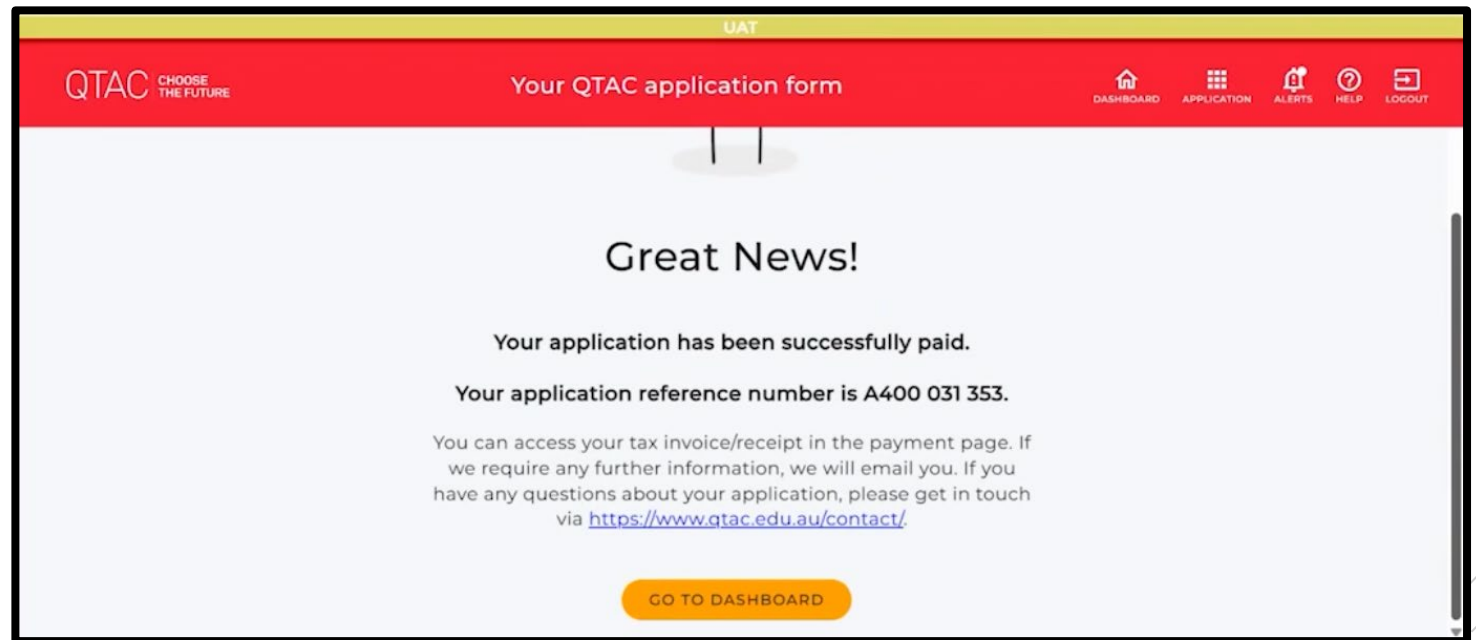 UAT
QTAC CHOOSE
THE FUTURE
Your QTAC application form
DASHBOARD
APPLICATION
ALERTS
HELP
LOGOUT
Great News!
Your application has been successfully paid.
Your application reference number is A400 031 353.
You can access your tax invoice/receipt in the payment page. If
we require any further information, we will email you. If you
have any questions about your application, please get in touch
via https://www.qtac.edu.au/contact/.
GO TO DASHBOARD